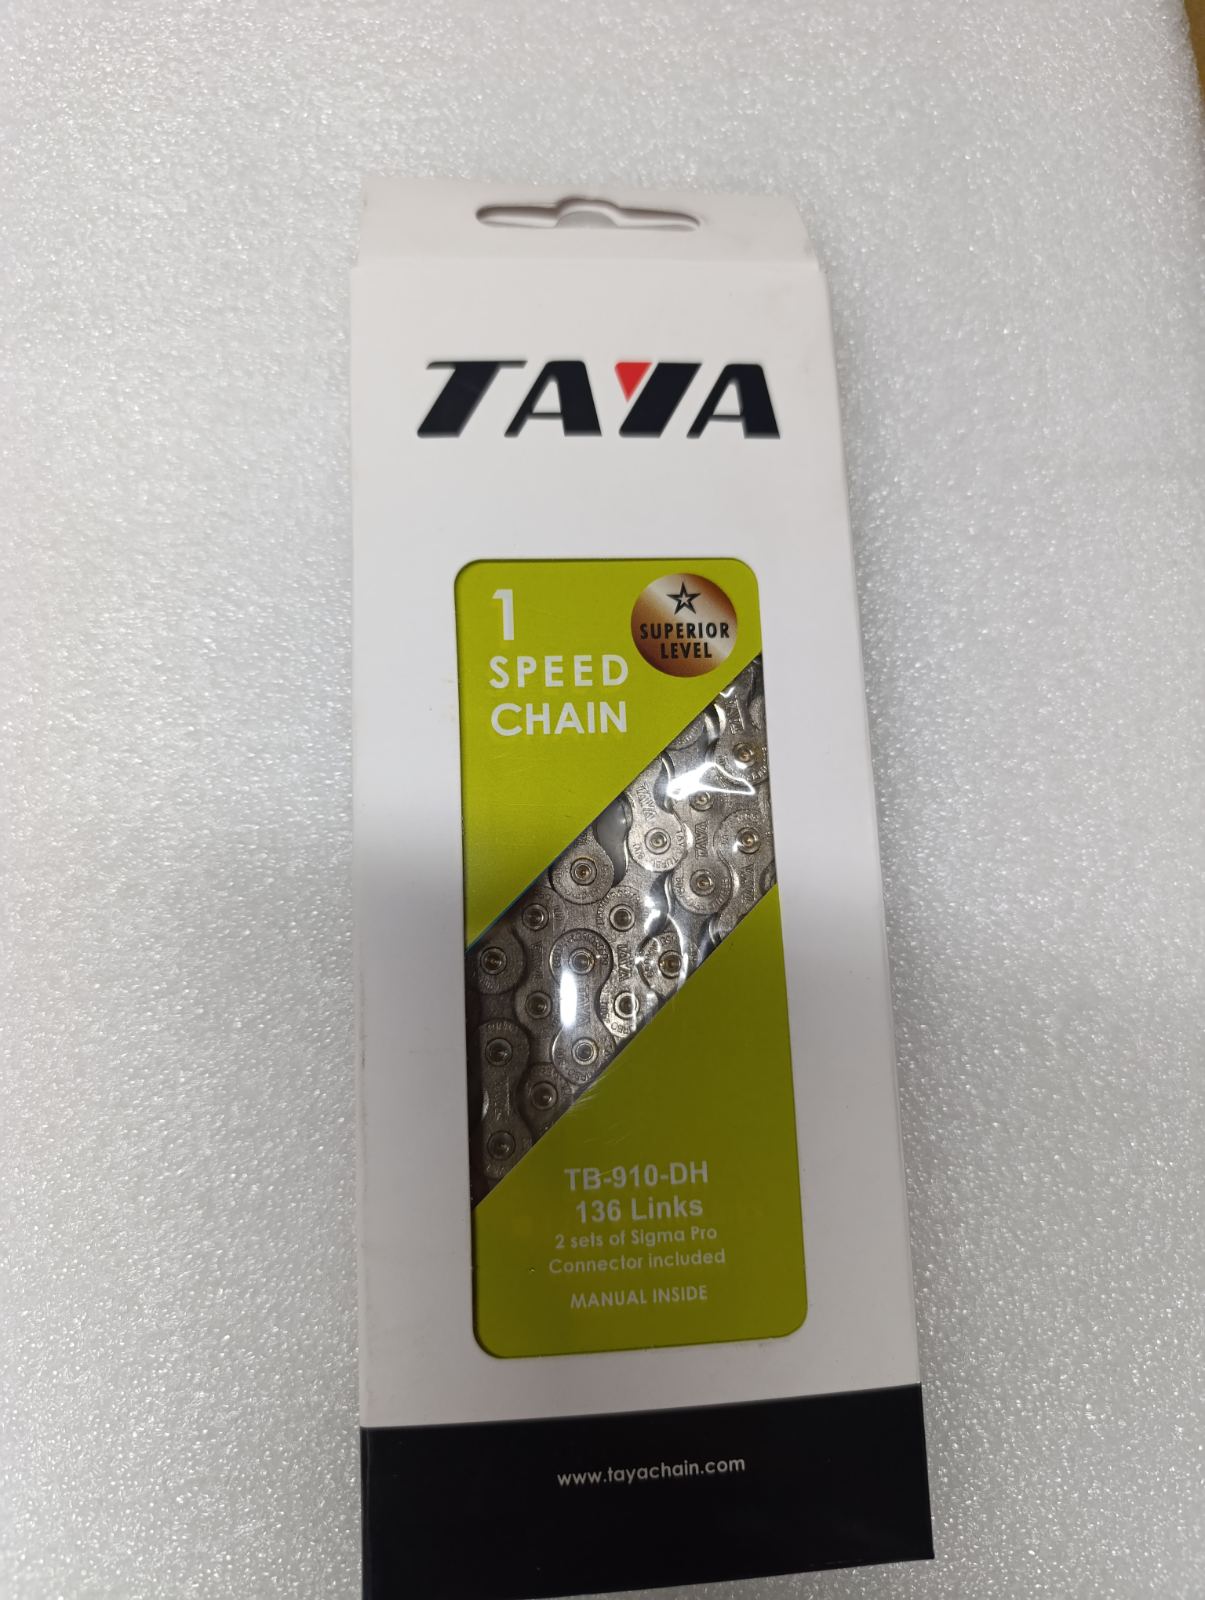 TAYA
1
SPEED
CHAIN
SUPERIOR
LEVEL
TB-910-DH
136 Links
2 sets of Sigma Pro
Connector included
MANUAL INSIDE
www.tayachain.com